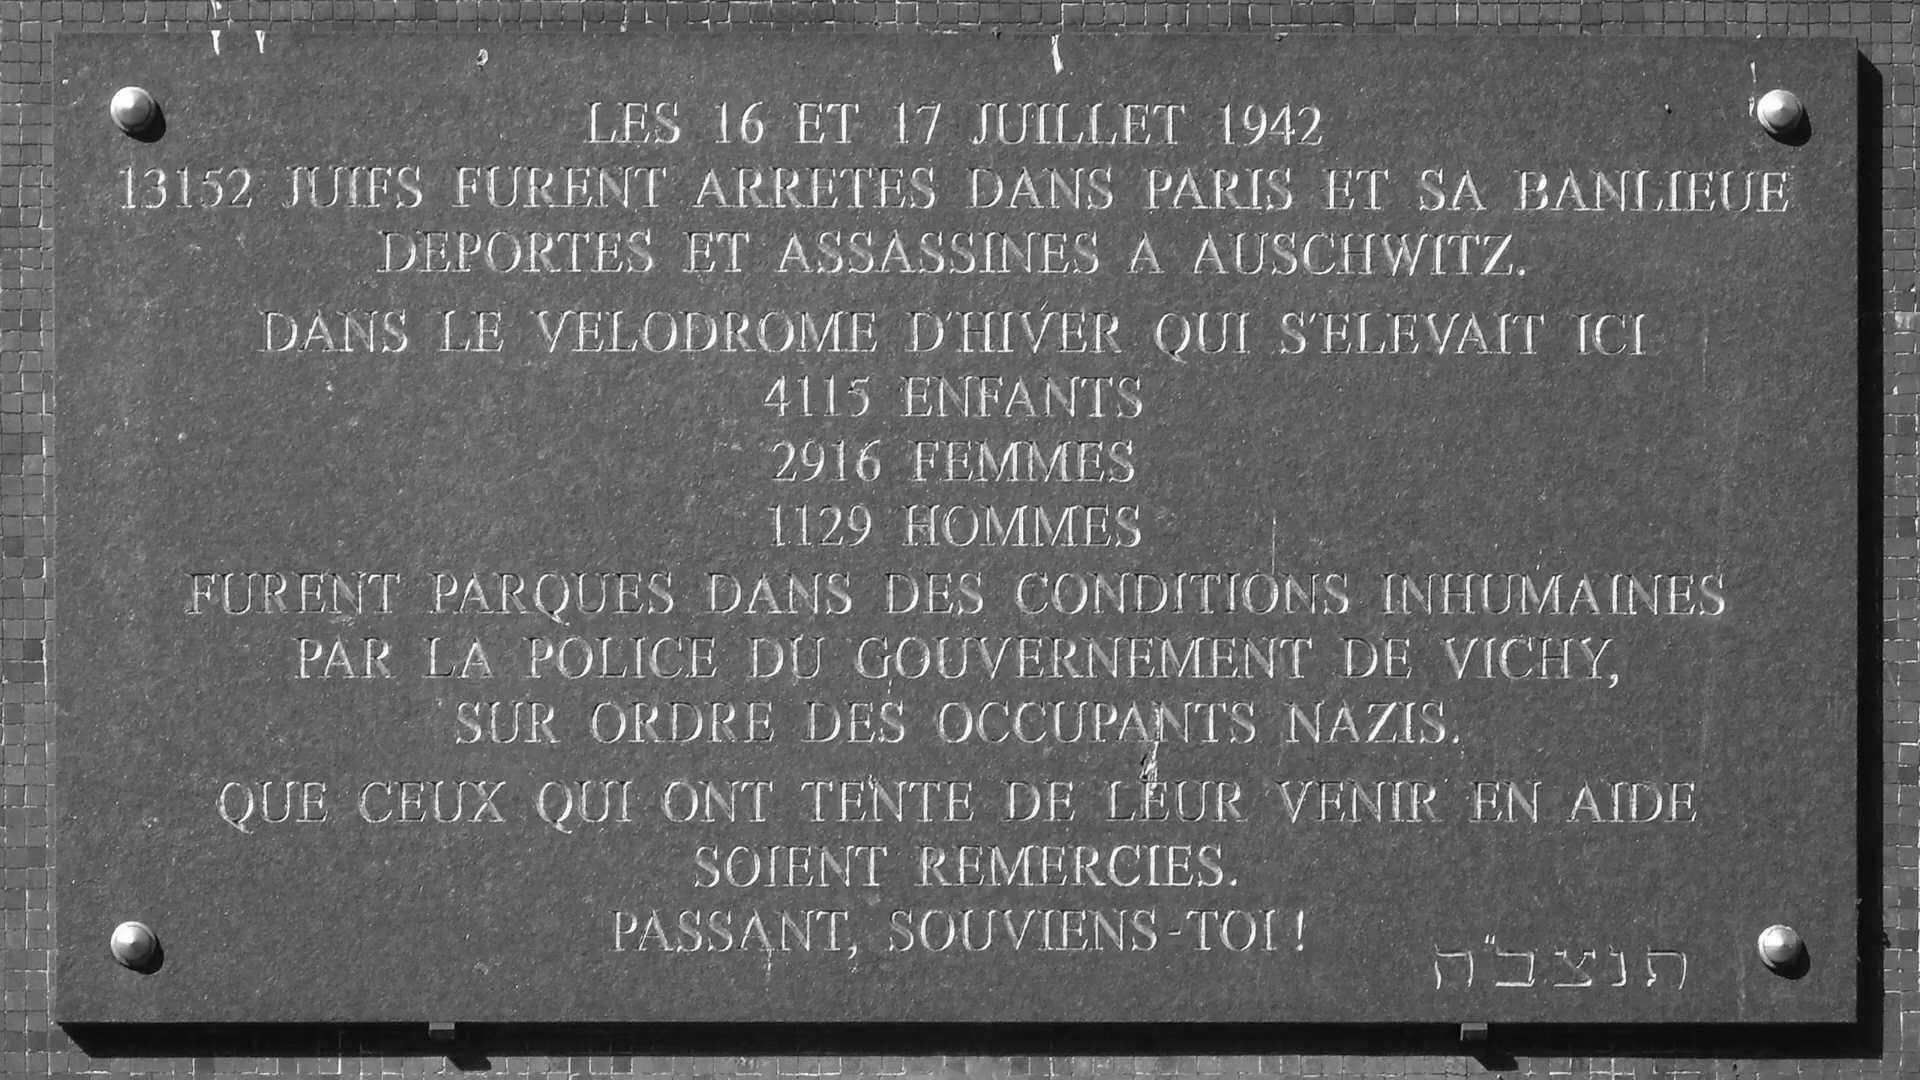 LES 16 ET 17 JUILLET 1942
13152 JUIFS FURENT ARRETES DANS PARIS ET SA BANLIEUE
DEPORTES ET ASSASSINES A AUSCHWITZ.
DANS LE VELODROME D'HIVER QUI S'ELEVAIT ICI
4115 ENFANTS
2916 FEMMES
1129 HOMMES
FURENT PARQUES DANS DES CONDITIONS INHUMAINES
PAR LA POLICE DU GOUVERNEMENT DE VICHY,
SUR ORDRE DES OCCUPANTS NAZIS.
QUE CEUX QUI ONT TENTE DE LEUR VENIR EN AIDE
SOIENT REMERCIES.
PASSANT, SOUVIENS-TOI !
תנצב״ה